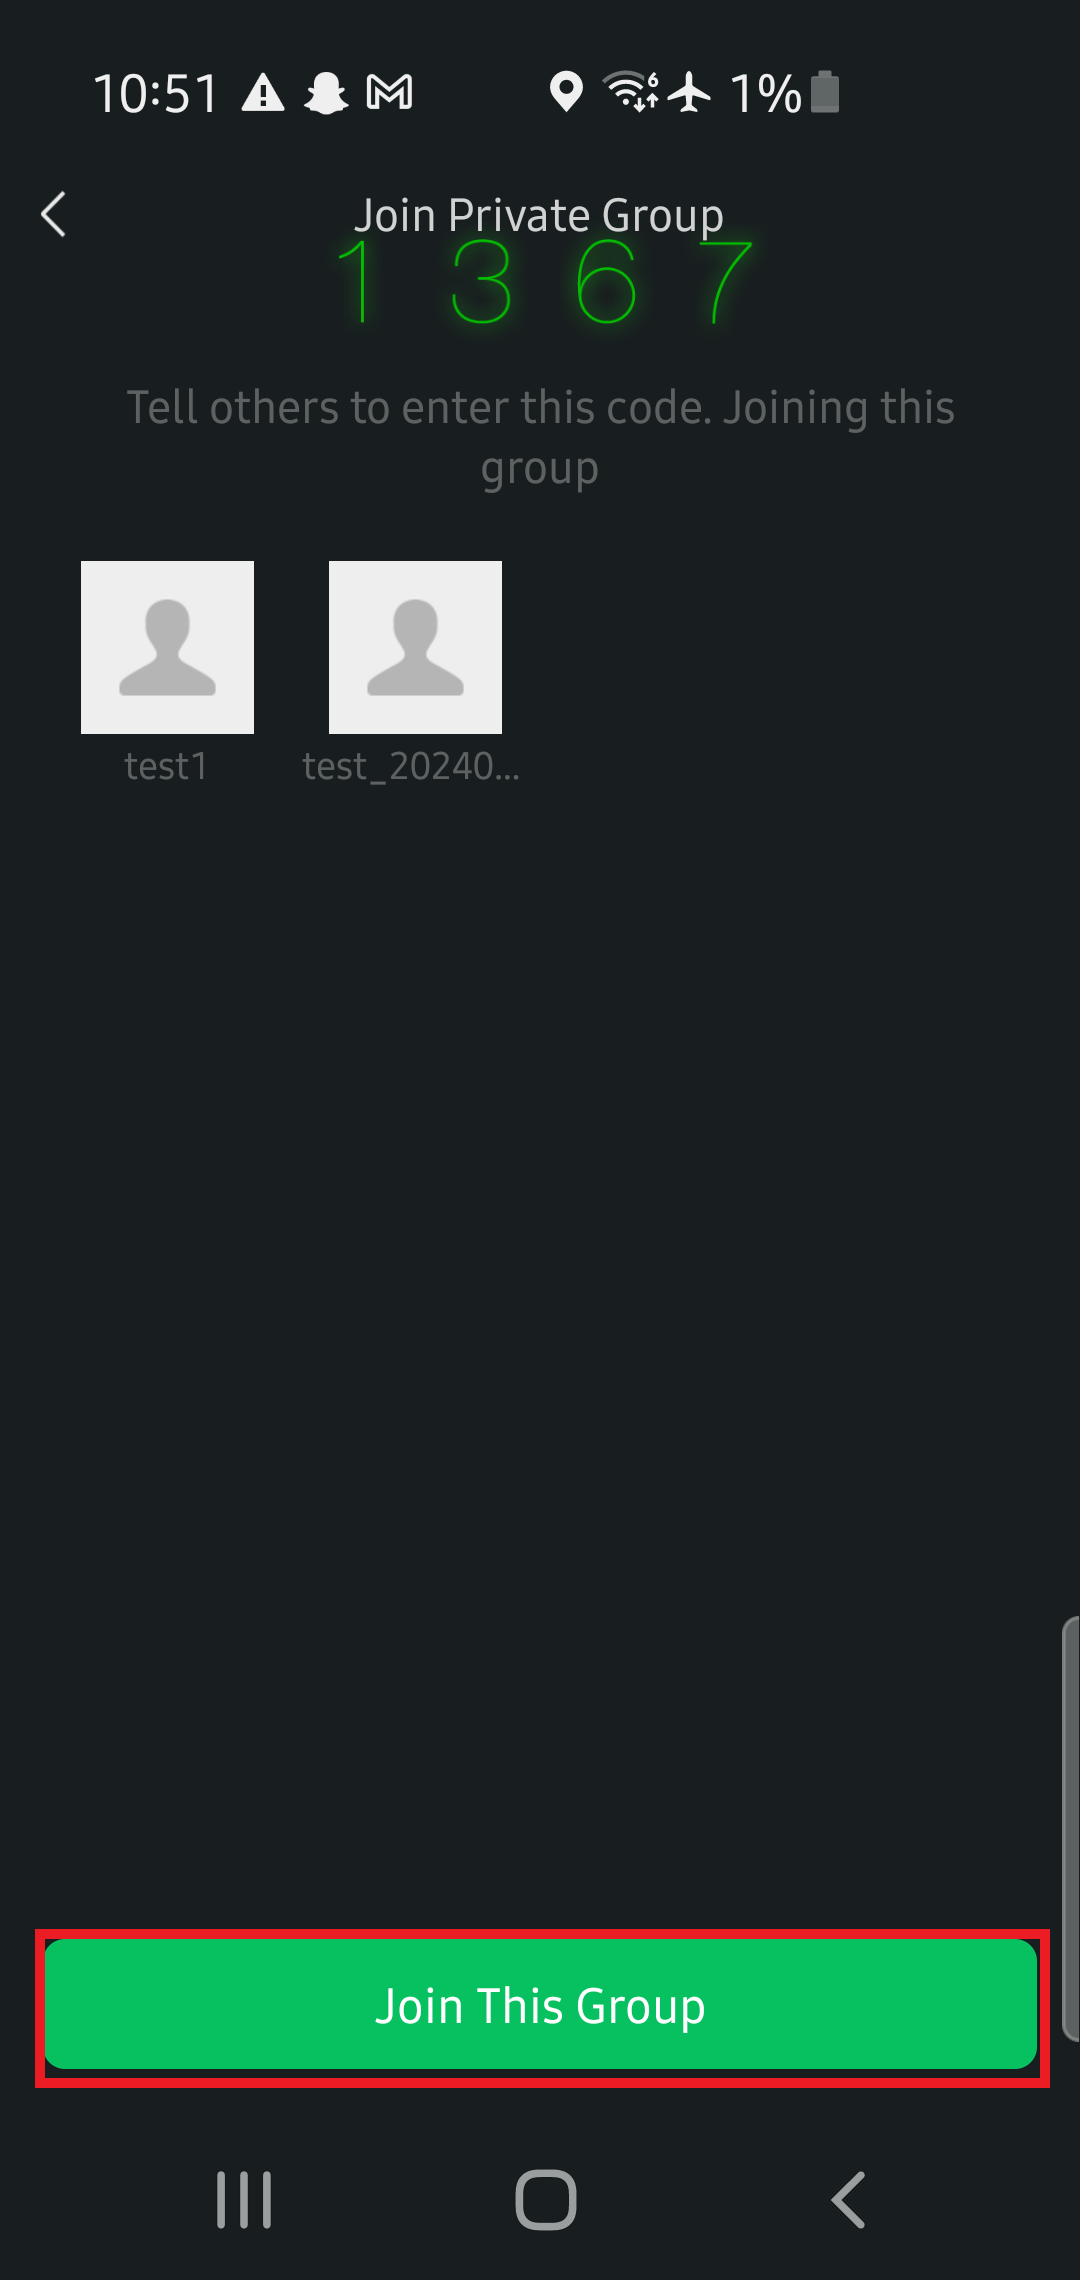 10:51 6 1%
Join Private Group
1 3 6 7
Tell others to enter this code. Joining this
group
test1 test_20240...
Join This Group